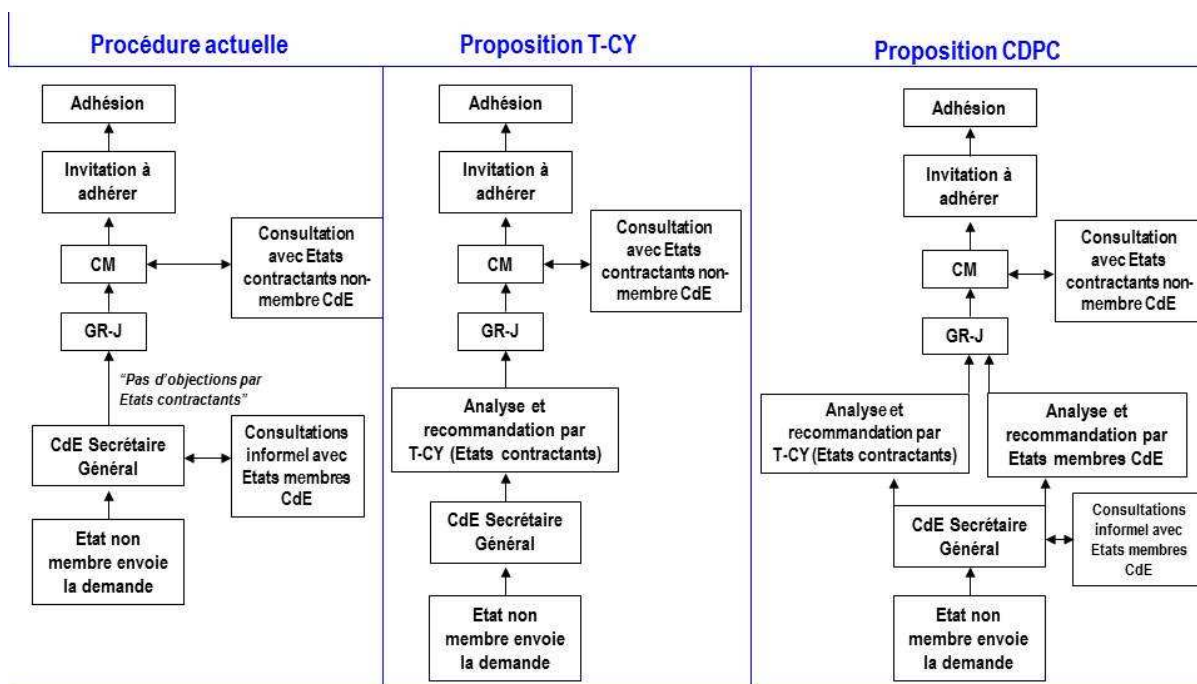 Procédure actuelle
Adhésion
Invitation à
adhérer
CM
Consultation
avec Etats
contractants non-
membre CdE
GR-J
“Pas d’objections par
Etats contractants”
CdE Secrétaire
Général
Consultations
informel avec
Etats membres
CdE
Etat non
membre envoie
la demande
Proposition T-CY
Adhésion
Invitation à
adhérer
CM
Consultation
avec Etats
contractants non-
membre CdE
GR-J
Analyse et
recommandation par
T-CY (Etats contractants)
CdE Secrétaire
Général
Etat non
membre envoie
la demande
Proposition CDPC
Adhésion
Invitation à
adhérer
CM
Consultation
avec Etats
contractants non-
membre CdE
GR-J
Analyse et
recommandation par
T-CY (Etats contractants)
Analyse et
recommandation par
Etats membres CdE
CdE Secrétaire
Général
Consultations
informel avec
Etats membres
CdE
Etat non
membre envoie
la demande